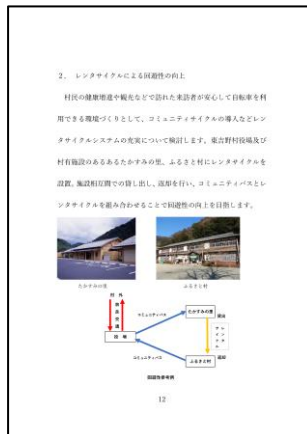 2． レンタサイクルによる回遊性の向上
村民の健康増進や観光などで訪れた来訪者が安心して自転車を利
用できる環境づくりとして、コミュニティサイクルの導入などレン
タサイクルシステムの充実について検討します。東吉野村役場及び
村有施設のあるあるたかすみの里、ふるさと村にレンタサイクルを
設置、施設相互間での貸し出し、返却を行い、コミュニティバスとレ
ンタサイクルを組み合わせることで回遊性の向上を目指します。
たかすみの里
ふるさと村
村 外
コミュニティバス
たかすみの里
貸出
役 場
コミュニティバス
ふるさと村
返却
回遊性参考例
12